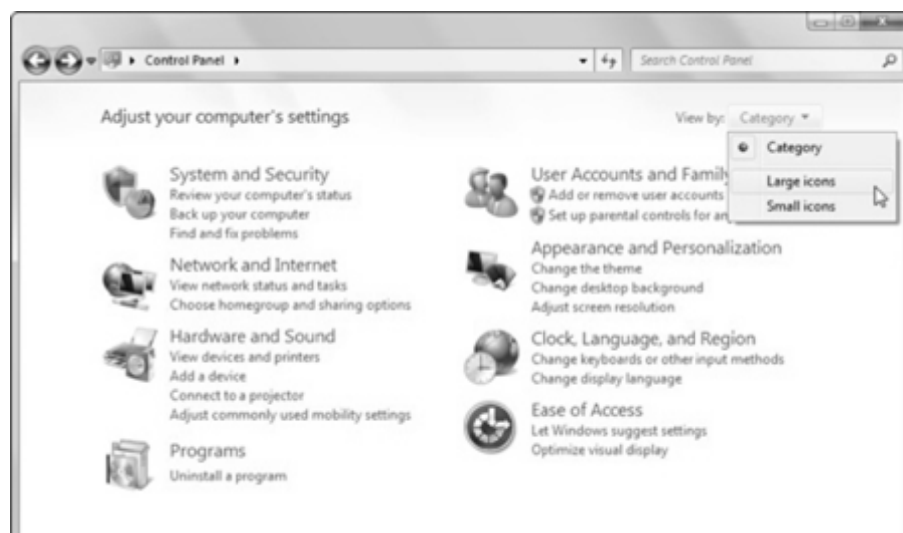 Control Panel
Search Control Panel
Adjust your computer's settings
View by: Category
Category
Large icons
Small icons
System and Security
Review your computer's status
Back up your computer
Find and fix problems
Network and Internet
View network status and tasks
Choose homegroup and sharing options
Hardware and Sound
View devices and printers
Add a device
Connect to a projector
Adjust commonly used mobility settings
Programs
Uninstall a program
User Accounts and Family
Add or remove user accounts
Set up parental controls for
Appearance and Personalization
Change the theme
Change desktop background
Adjust screen resolution
Clock, Language, and Region
Change keyboards or other input methods
Change display language
Ease of Access
Let Windows suggest settings
Optimize visual display